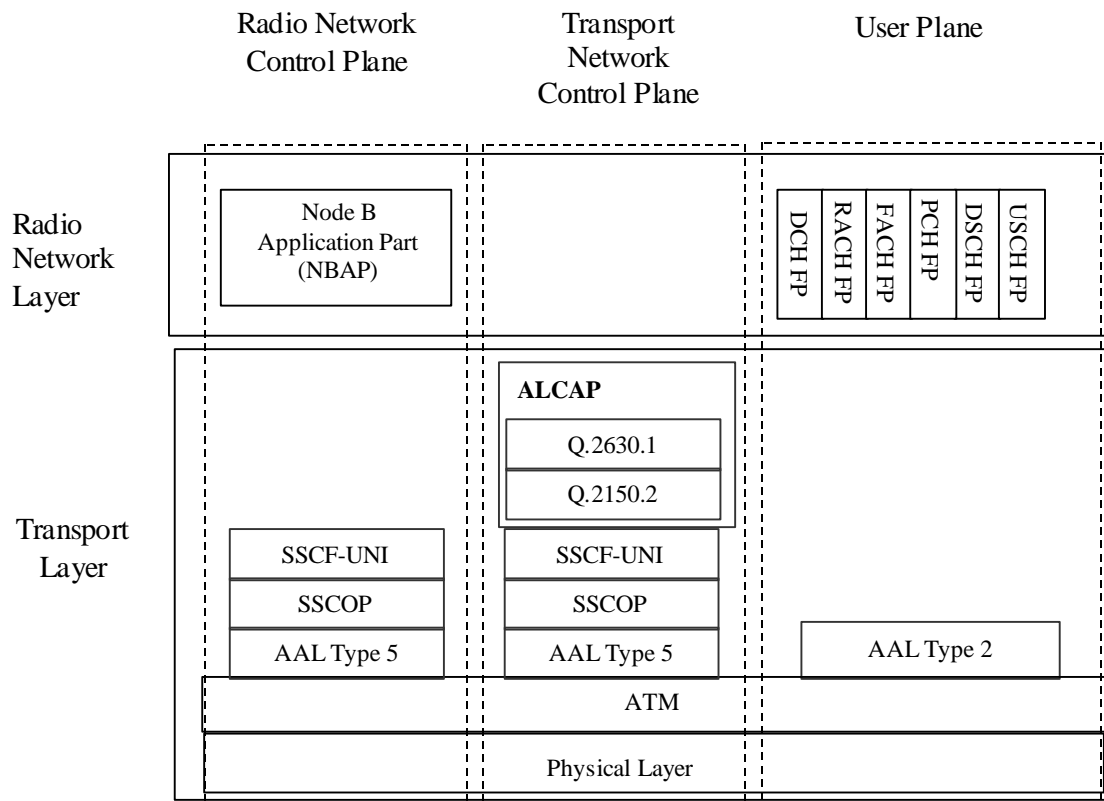 Radio Network
Control Plane
Transport
Network
Control Plane
User Plane
Radio
Network
Layer
Node B
Application Part
(NBAP)
DCH FP
RACH FP
FACH FP
PCH FP
DSCH FP
USCH FP
Transport
Layer
ALCAP
Q.2630.1
Q.2150.2
SSCF-UNI
SSCOP
AAL Type 5
SSCF-UNI
SSCOP
AAL Type 5
AAL Type 2
ATM
Physical Layer